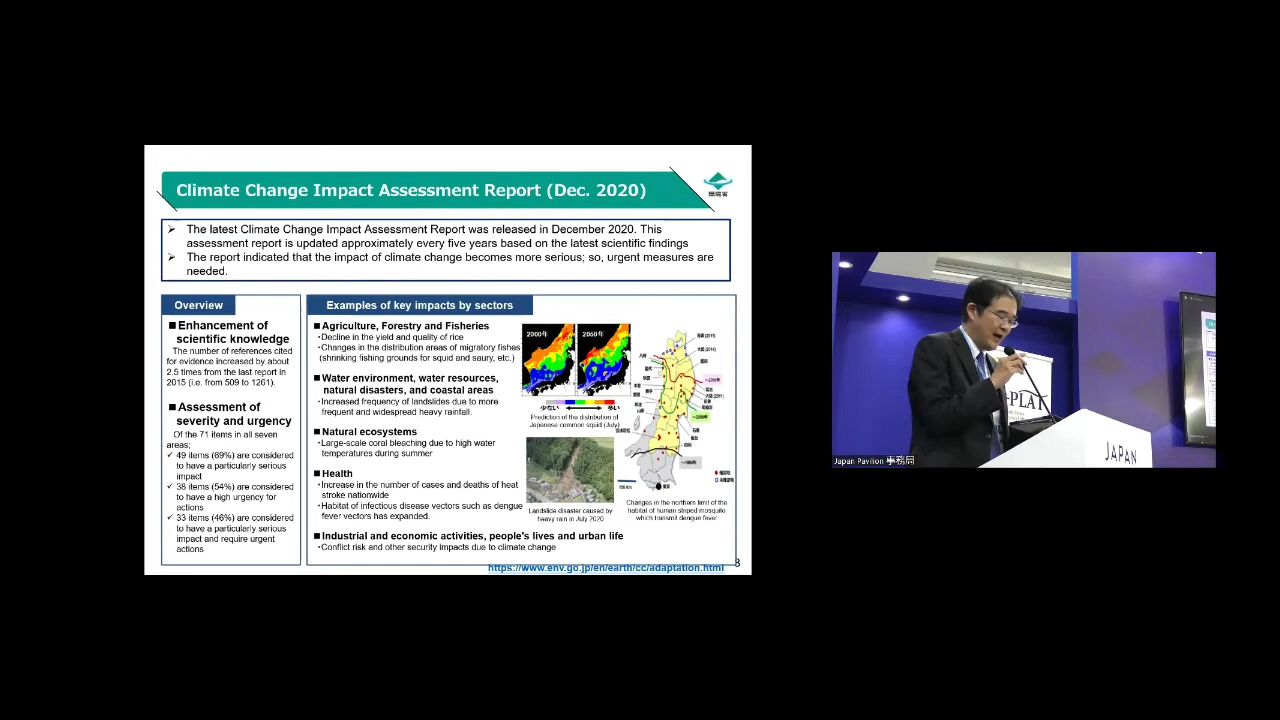 Climate Change Impact Assessment Report (Dec. 2020)
環境省
➢ The latest Climate Change Impact Assessment Report was released in December 2020. This
assessment report is updated approximately every five years based on the latest scientific findings
➢ The report indicated that the impact of climate change becomes more serious; so, urgent measures are
needed.
Overview
■Enhancement of
scientific knowledge
The number of references cited
for evidence increased by about
2.5 times from the last report in
2015 (i.e. from 509 to 1261).
■Assessment of
severity and urgency
Of the 71 items in all seven
areas;
✓ 49 items (69%) are considered
to have a particularly serious
impact
✓ 38 items (54%) are considered
to have a high urgency for
actions
✓ 33 items (46%) are considered
to have a particularly serious
impact and require urgent
actions
Examples of key impacts by sectors
■Agriculture, Forestry and Fisheries
・Decline in the yield and quality of rice
・Changes in the distribution areas of migratory fishes
(shrinking fishing grounds for squid and saury, etc.)
■Water environment, water resources,
natural disasters, and coastal areas
・Increased frequency of landslides due to more
frequent and widespread heavy rainfall.
■Natural ecosystems
・Large-scale coral bleaching due to high water
temperatures during summer
■Health
・Increase in the number of cases and deaths of heat
stroke nationwide
・Habitat of infectious disease vectors such as dengue
fever vectors has expanded.
■Industrial and economic activities, people's lives and urban life
・Conflict risk and other security impacts due to climate change
2000年
2050年
少ない
多い
Prediction of the distribution of
Japanese common squid (July)
Landslide disaster caused by
heavy rain in July 2020
Changes in the northern limit of the
habitat of human striped mosquito
which transmit dengue fever
https://www.env.go.jp/en/earth/cc/adaptation.html
3
-PLAT
JAPAN
Japan Pavilion 事務局